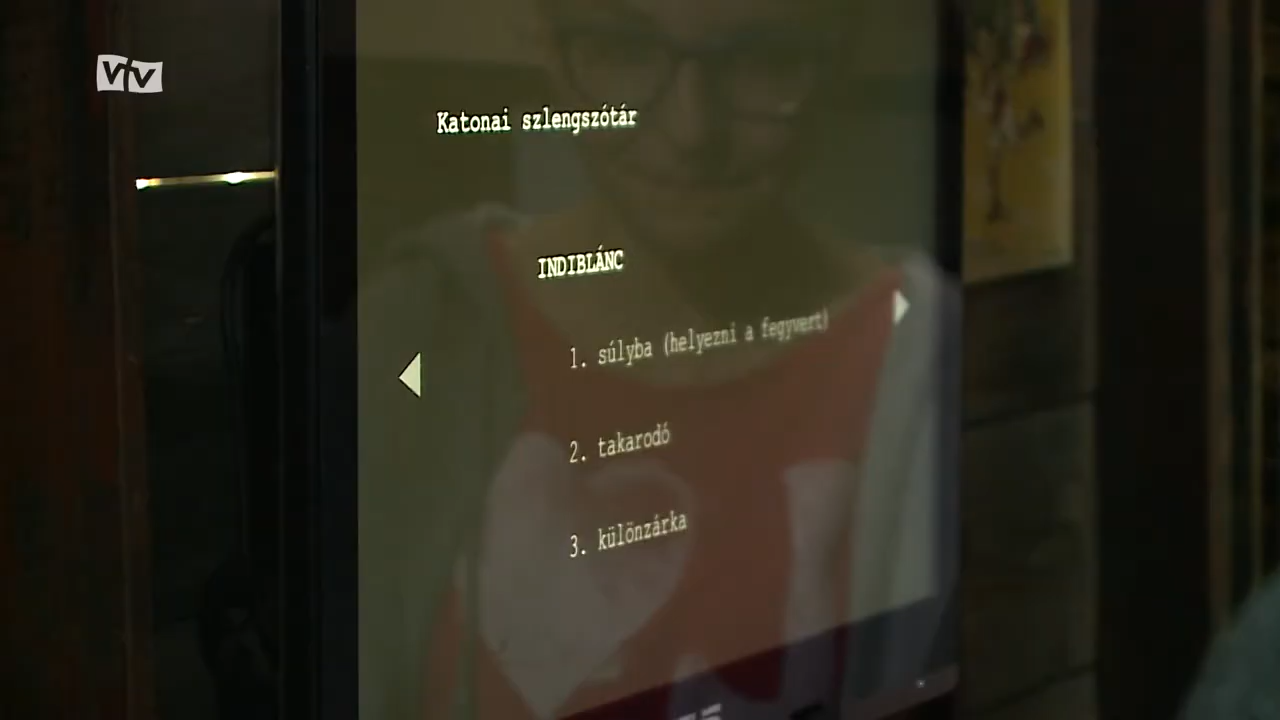 VTV
Katonai szlengszótár
INDIBLÁNC
1. súlyba (helyezni a fegyvert)
2. takarodó
3. különzárka